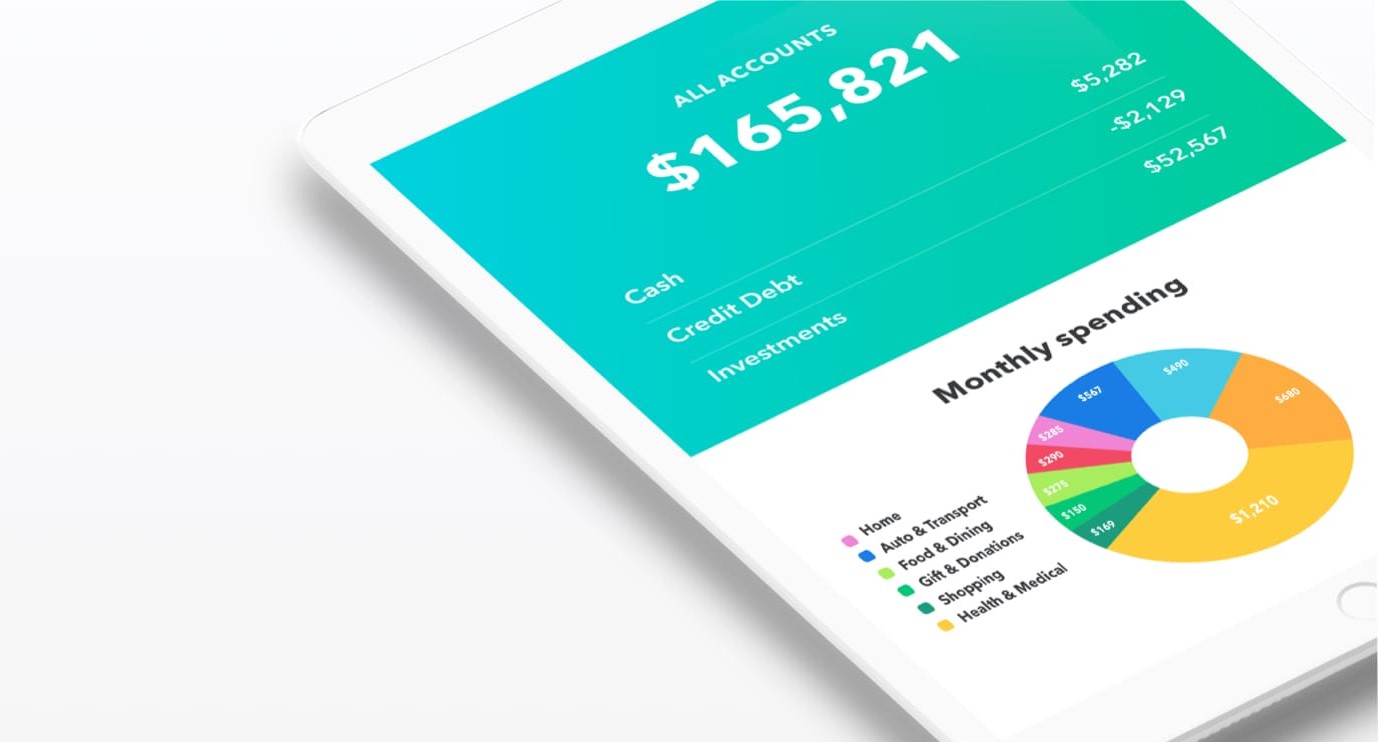 ALL ACCOUNTS
$165,821
Cash $5,282
Credit Debt -$2,129
Investments $52,567
Monthly spending
$490
$567
$680
$285
$290
$275
$150
$169
$1,210
Home
Auto & Transport
Food & Dining
Gift & Donations
Shopping
Health & Medical